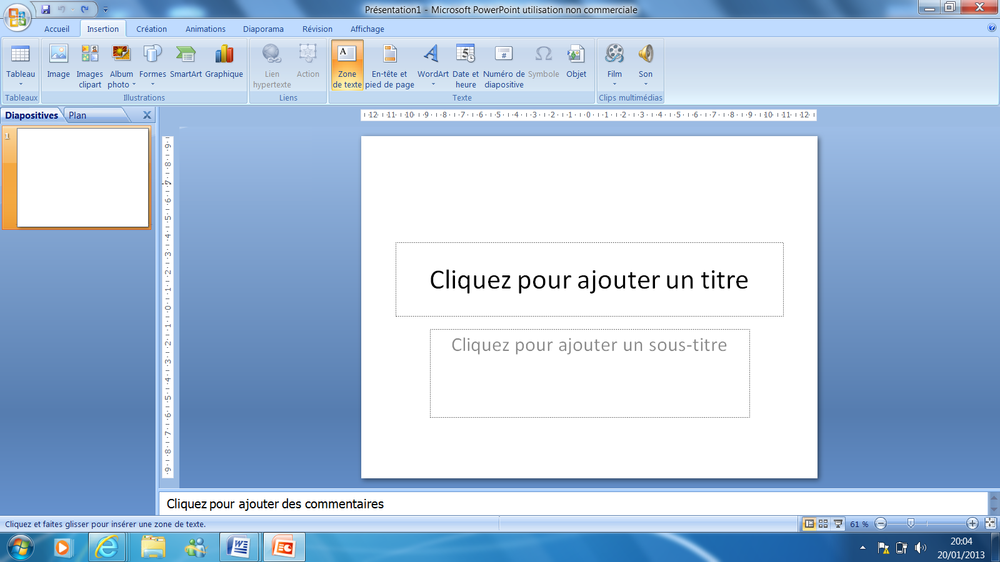 Présentation1 - Microsoft PowerPoint utilisation non commerciale
Accueil Insertion Création Animations Diaporama Révision Affichage
Tableau Image Images clipart Album photo Formes SmartArt Graphique Lien hypertexte Action Zone de texte En-tête et pied de page WordArt Date et heure Numéro de diapositive Symbole Objet Film Son
Tableaux Illustrations Liens Texte Clips multimédias
Diapositives Plan
12 11 10 9 8 7 6 5 4 3 2 1 0 1 2 3 4 5 6 7 8 9 10 11 12
1
9 8 7 6 5 4 3 2 1 0 1 2 3 4 5 6 7 8 9
Cliquez pour ajouter un titre
Cliquez pour ajouter un sous-titre
Cliquez pour ajouter des commentaires
Cliquez et faites glisser pour insérer une zone de texte.
61 %
20:04
20/01/2013